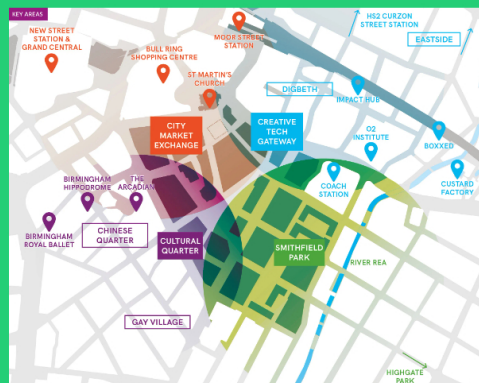 KEY AREAS
NEW STREET
STATION &
GRAND CENTRAL
BULL RING
SHOPPING CENTRE
MOOR STREET
STATION
HS2 CURZON
STREET STATION
EASTSIDE
ST MARTIN'S
CHURCH
DIGBETH
IMPACT HUB
CITY
MARKET
EXCHANGE
CREATIVE
TECH
GATEWAY
O2
INSTITUTE
BOXXED
BIRMINGHAM
HIPPODROME
THE
ARCADIAN
COACH
STATION
CUSTARD
FACTORY
BIRMINGHAM
ROYAL BALLET
CHINESE
QUARTER
CULTURAL
QUARTER
SMITHFIELD
PARK
RIVER REA
GAY VILLAGE
HIGHGATE
PARK